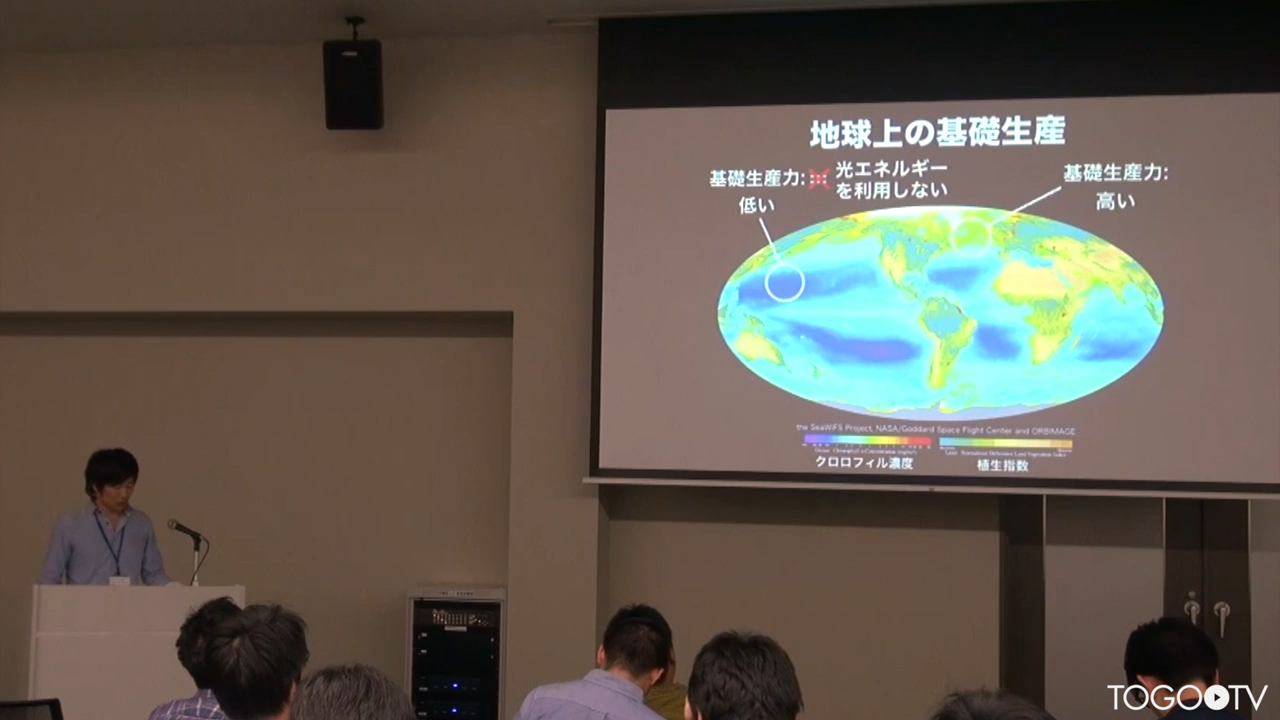 地球上の基礎生産
基礎生産力:
低い
光エネルギー
を利用しない
基礎生産力:
高い
the SeaWiFS Project, NASA/Goddard Space Flight Center and ORBIMAGE
クロロフィル濃度
植生指数
TOGOTV